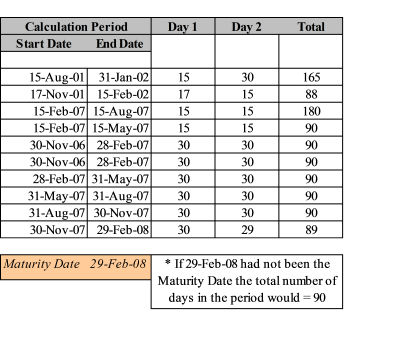 Calculation Period Day 1 Day 2 Total
Start Date End Date
15-Aug-01 31-Jan-02 15 30 165
17-Nov-01 15-Feb-02 17 15 88
15-Feb-07 15-Aug-07 15 15 180
15-Feb-07 15-May-07 15 15 90
30-Nov-06 28-Feb-07 30 30 90
30-Nov-06 28-Feb-07 30 30 90
28-Feb-07 31-May-07 30 30 90
31-May-07 31-Aug-07 30 30 90
31-Aug-07 30-Nov-07 30 30 90
30-Nov-07 29-Feb-08 30 29 89
Maturity Date 29-Feb-08
* If 29-Feb-08 had not been the
Maturity Date the total number of
days in the period would = 90